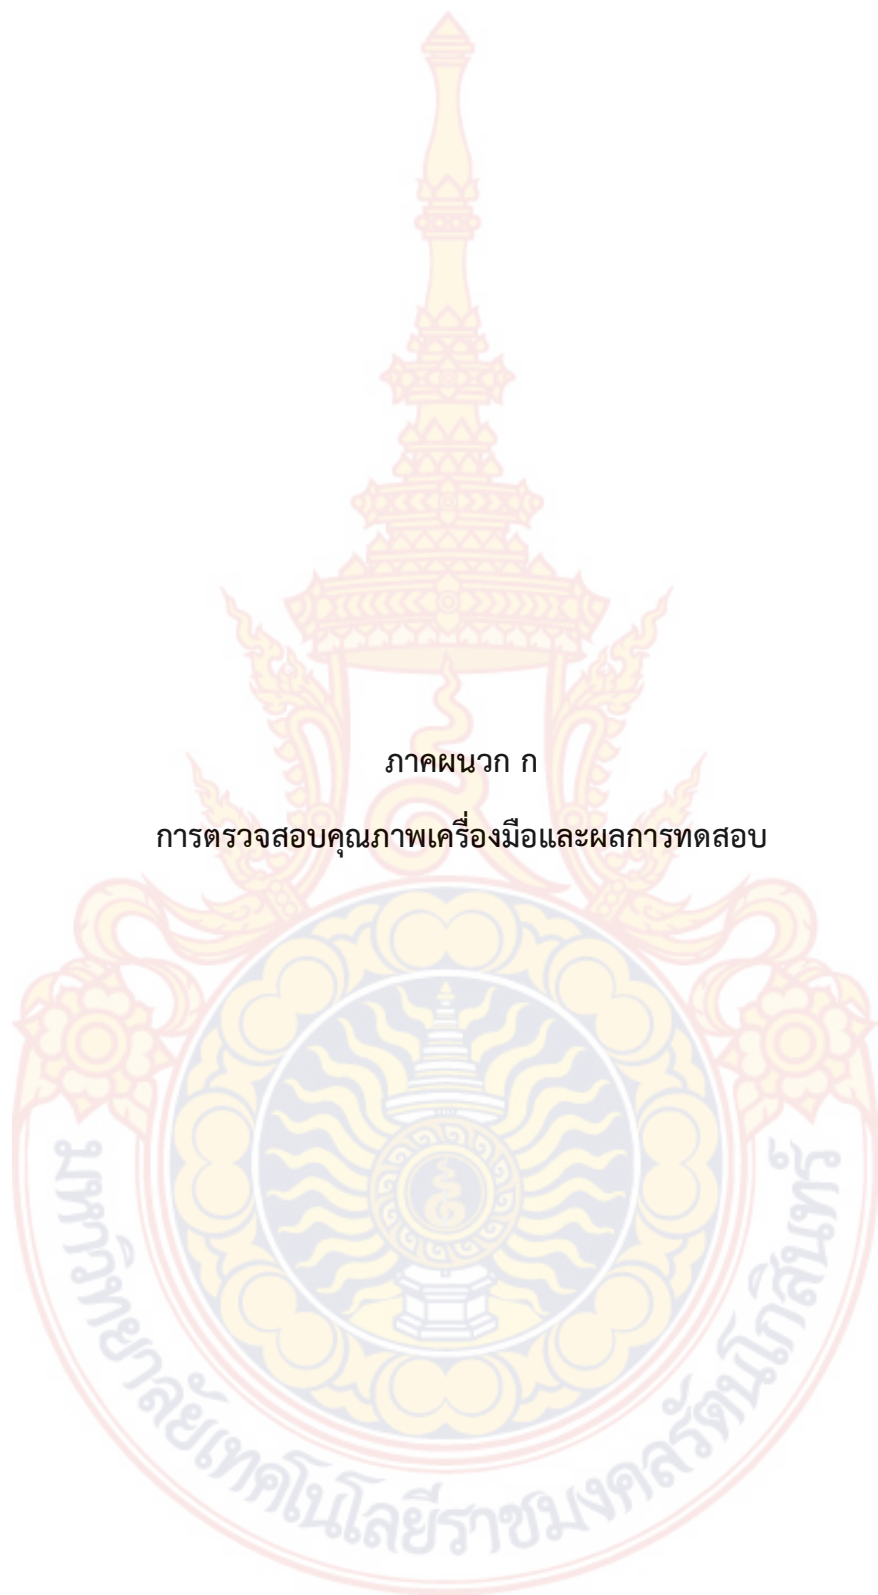 ภาคผนวก ก
การตรวจสอบคุณภาพเครื่องมือและผลการทดสอบ
มหาวิทยาลัยเทคโนโลยีราชมงคลรัตนโกสินทร์